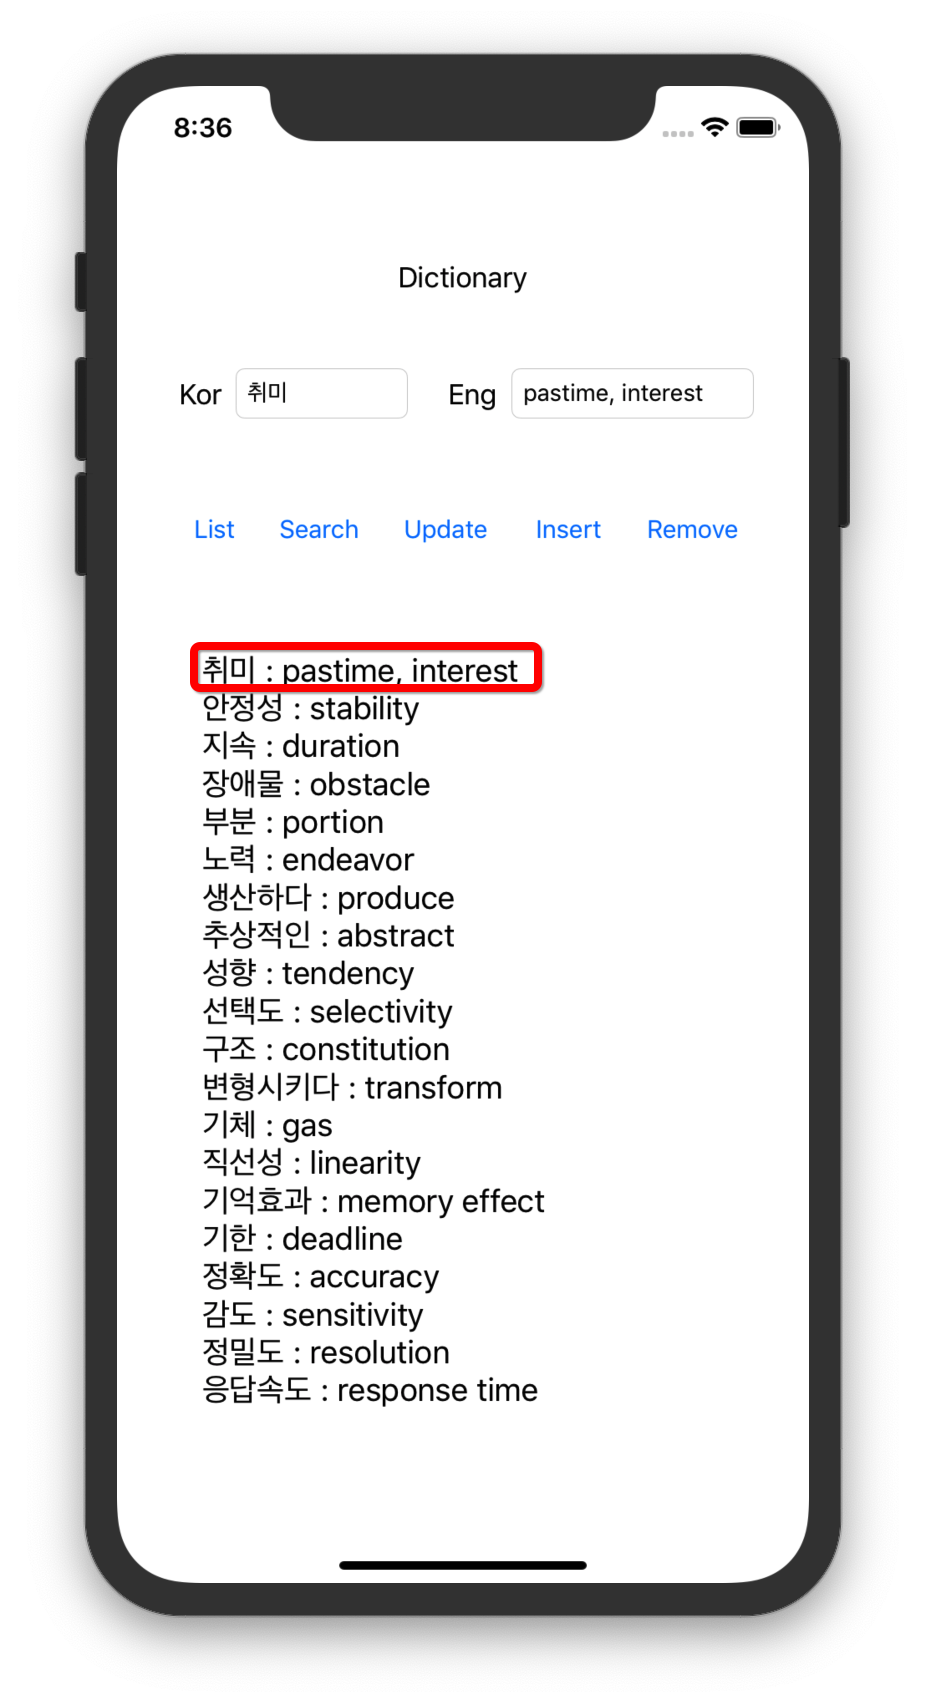 8:36
Dictionary
Kor 취미 Eng pastime, interest
List Search Update Insert Remove
취미 : pastime, interest
안정성 : stability
지속 : duration
장애물 : obstacle
부분 : portion
노력 : endeavor
생산하다 : produce
추상적인 : abstract
성향 : tendency
선택도 : selectivity
구조 : constitution
변형시키다 : transform
기체 : gas
직선성 : linearity
기억효과 : memory effect
기한 : deadline
정확도 : accuracy
감도 : sensitivity
정밀도 : resolution
응답속도 : response time